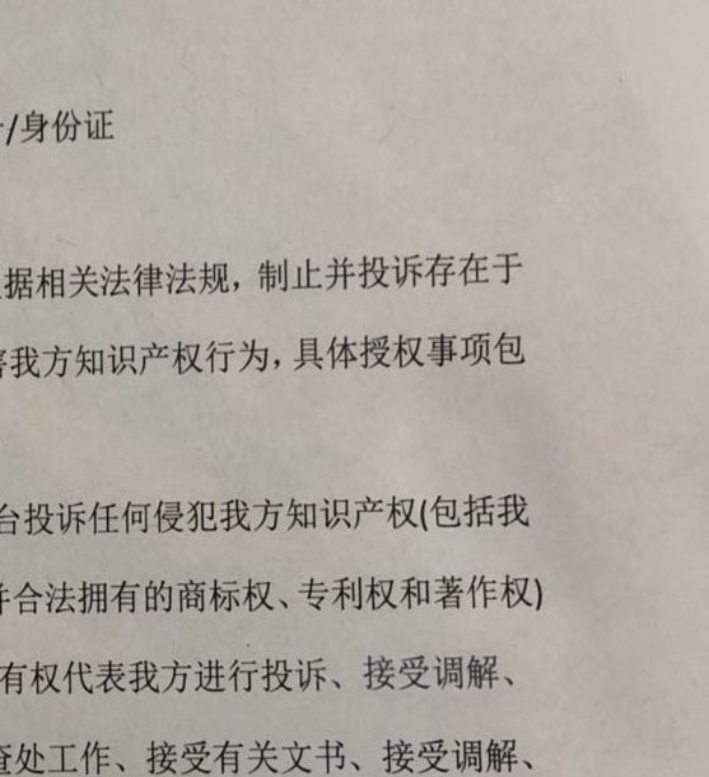 /身份证
据相关法律法规，制止并投诉存在于
我方知识产权行为，具体授权事项包
台投诉任何侵犯我方知识产权(包括我
并合法拥有的商标权、专利权和著作权)
有权代表我方进行投诉、接受调解、
查处工作、接受有关文书、接受调解、